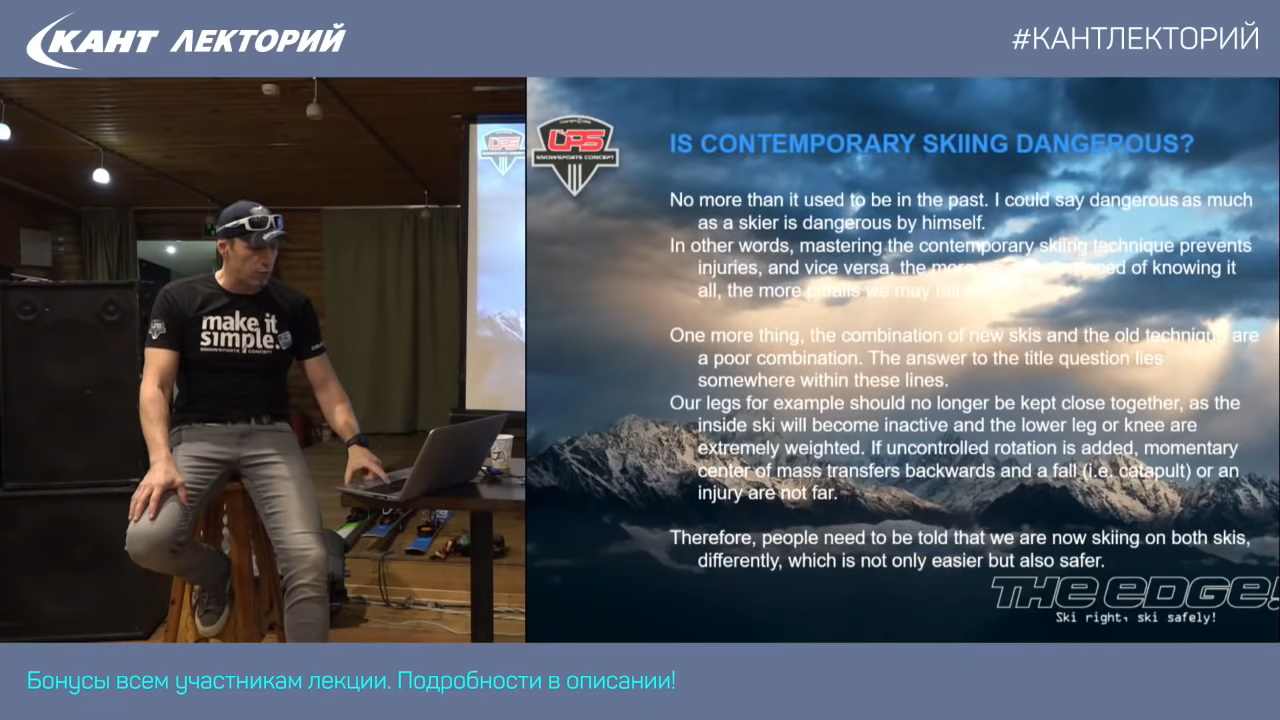 КАНТ ЛЕКТОРИЙ
#КАНТЛЕКТОРИЙ
UPS
SNOWSPORTS CONCEPT
make it
simple.
SNOWSPORTS CONCEPT
IS CONTEMPORARY SKIING DANGEROUS?
No more than it used to be in the past. I could say dangerous as much
as a skier is dangerous by himself.
In other words, mastering the contemporary skiing technique prevents
injuries, and vice versa, the more of knowing it
all, the more pitfalls we may fall
One more thing, the combination of new skis and the old technique are
a poor combination. The answer to the title question lies
somewhere within these lines.
Our legs for example should no longer be kept close together, as the
inside ski will become inactive and the lower leg or knee are
extremely weighted. If uncontrolled rotation is added, momentary
center of mass transfers backwards and a fall (i.e. catapult) or an
injury are not far.
Therefore, people need to be told that we are now skiing on both skis,
differently, which is not only easier but also safer.
THE EDGE!
Ski right, ski safely!
Бонусы всем участникам лекции. Подробности в описании!